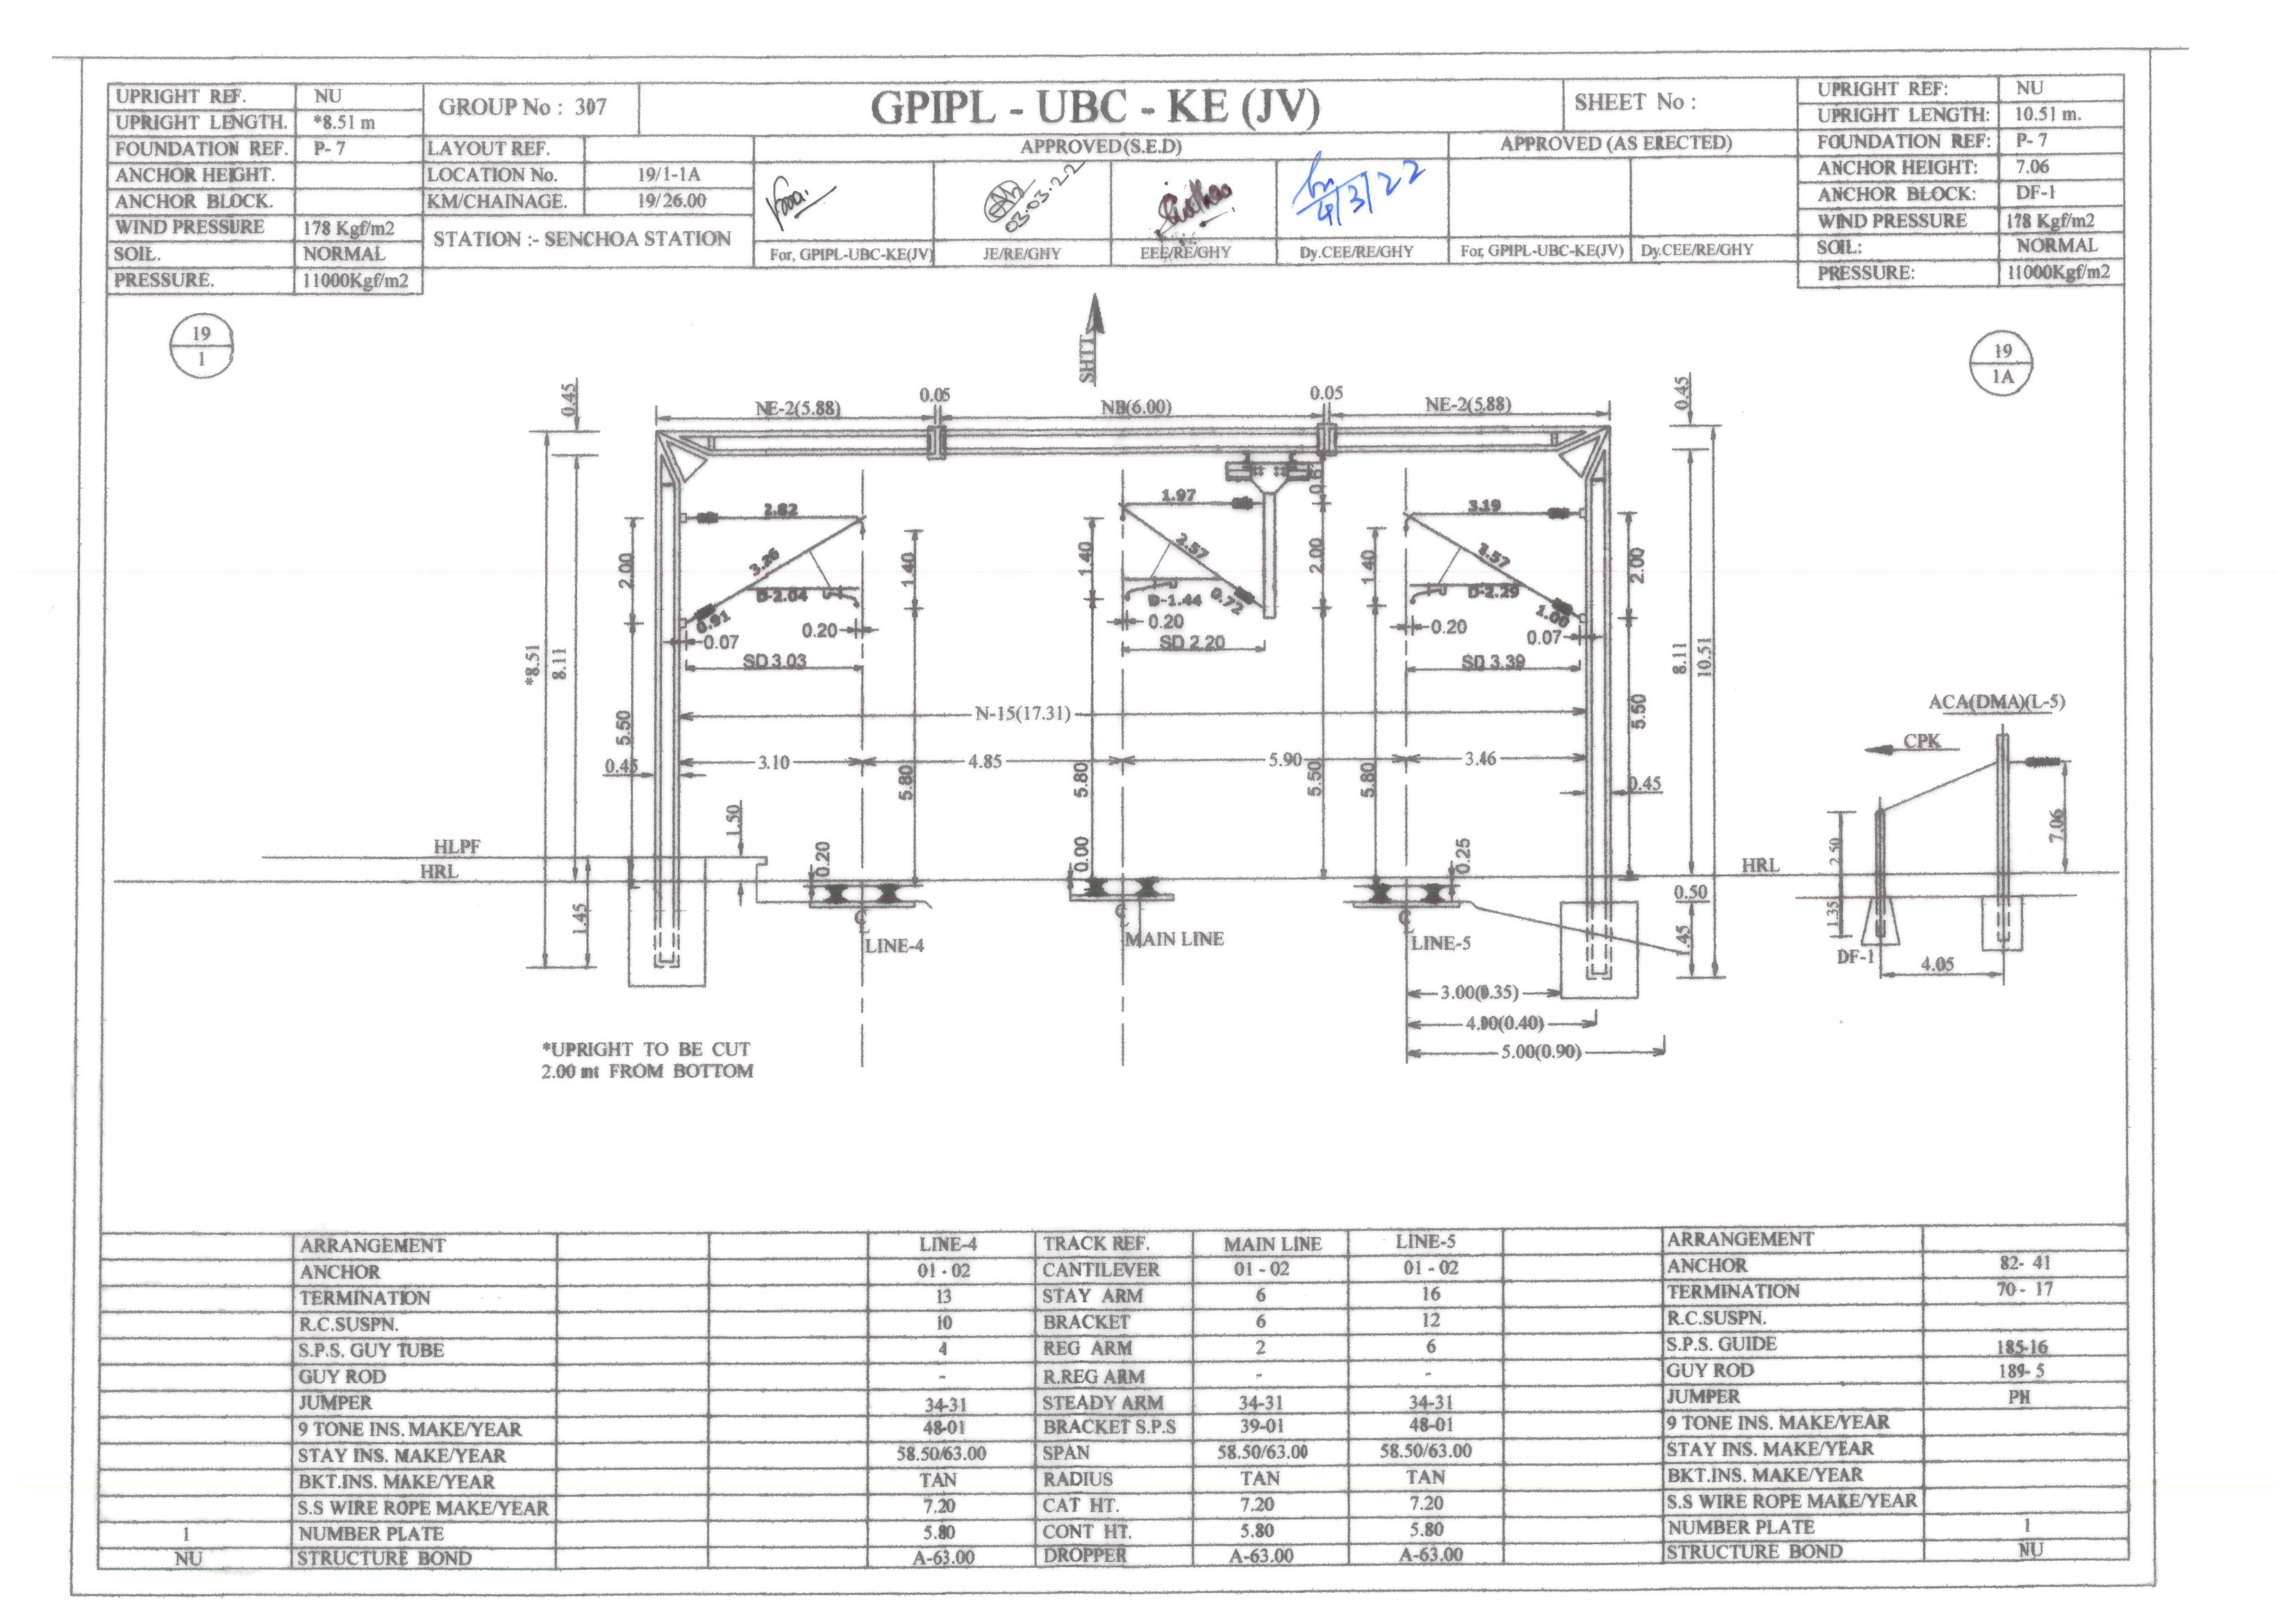 UPRIGHT REF. NU
UPRIGHT LENGTH. *8.51 m
FOUNDATION REF. P- 7
ANCHOR HEIGHT.
ANCHOR BLOCK.
WIND PRESSURE 178 Kgf/m2
SOIL. NORMAL
PRESSURE. 11000Kgf/m2
GROUP No : 307
LAYOUT REF.
LOCATION No. 19/1-1A
KM/CHAINAGE. 19/26.00
STATION :- SENCHOA STATION
GPIPL - UBC - KE (JV)
SHEET No :
APPROVED(S.E.D)
APPROVED (AS ERECTED)
03.03.22
4/3/22
For, GPIPL-UBC-KE(JV) JE/RE/GHY EEE/RE/GHY Dy.CEE/RE/GHY For, GPIPL-UBC-KE(JV) Dy.CEE/RE/GHY
UPRIGHT REF: NU
UPRIGHT LENGTH: 10.51 m.
FOUNDATION REF: P- 7
ANCHOR HEIGHT: 7.06
ANCHOR BLOCK: DF-1
WIND PRESSURE 178 Kgf/m2
SOIL: NORMAL
PRESSURE: 11000Kgf/m2
19
1
SHTT
19
1A
0.45
NE-2(5.88)
0.05
NB(6.00)
0.05
NE-2(5.88)
0.45
2.82
1.97
3.19
2.00
3.26
1.40
1.40
2.57
2.00
1.40
3.57
2.00
D-2.04
D-1.44
D-2.29
0.91
0.72
1.00
0.07
0.20
0.20
0.20
0.07
SD 3.03
SD 2.20
SD 3.39
*8.51
8.11
8.11
10.51
5.50
N-15(17.31)
5.50
3.10
4.85
5.90
3.46
0.45
5.80
5.80
5.50
5.80
0.45
ACA(DMA)(L-5)
CPK
2.50
7.06
1.35
DF-1
4.05
HLPF
HRL
1.50
0.20
0.00
0.25
HRL
0.50
1.45
1.45
LINE-4
MAIN LINE
LINE-5
3.00(0.35)
4.00(0.40)
5.00(0.90)
*UPRIGHT TO BE CUT
2.00 mt FROM BOTTOM
ARRANGEMENT LINE-4 TRACK REF. MAIN LINE LINE-5 ARRANGEMENT
ANCHOR 01 - 02 CANTILEVER 01 - 02 01 - 02 ANCHOR 82- 41
TERMINATION 13 STAY ARM 6 16 TERMINATION 70 - 17
R.C.SUSPN. 10 BRACKET 6 12 R.C.SUSPN.
S.P.S. GUY TUBE 4 REG ARM 2 6 S.P.S. GUIDE 185-16
GUY ROD - R.REG ARM - - GUY ROD 189- 5
JUMPER 34-31 STEADY ARM 34-31 34-31 JUMPER PH
9 TONE INS. MAKE/YEAR 48-01 BRACKET S.P.S 39-01 48-01 9 TONE INS. MAKE/YEAR
STAY INS. MAKE/YEAR 58.50/63.00 SPAN 58.50/63.00 58.50/63.00 STAY INS. MAKE/YEAR
BKT.INS. MAKE/YEAR TAN RADIUS TAN TAN BKT.INS. MAKE/YEAR
S.S WIRE ROPE MAKE/YEAR 7.20 CAT HT. 7.20 7.20 S.S WIRE ROPE MAKE/YEAR
1 NUMBER PLATE 5.80 CONT HT. 5.80 5.80 NUMBER PLATE 1
NU STRUCTURE BOND A-63.00 DROPPER A-63.00 A-63.00 STRUCTURE BOND NU